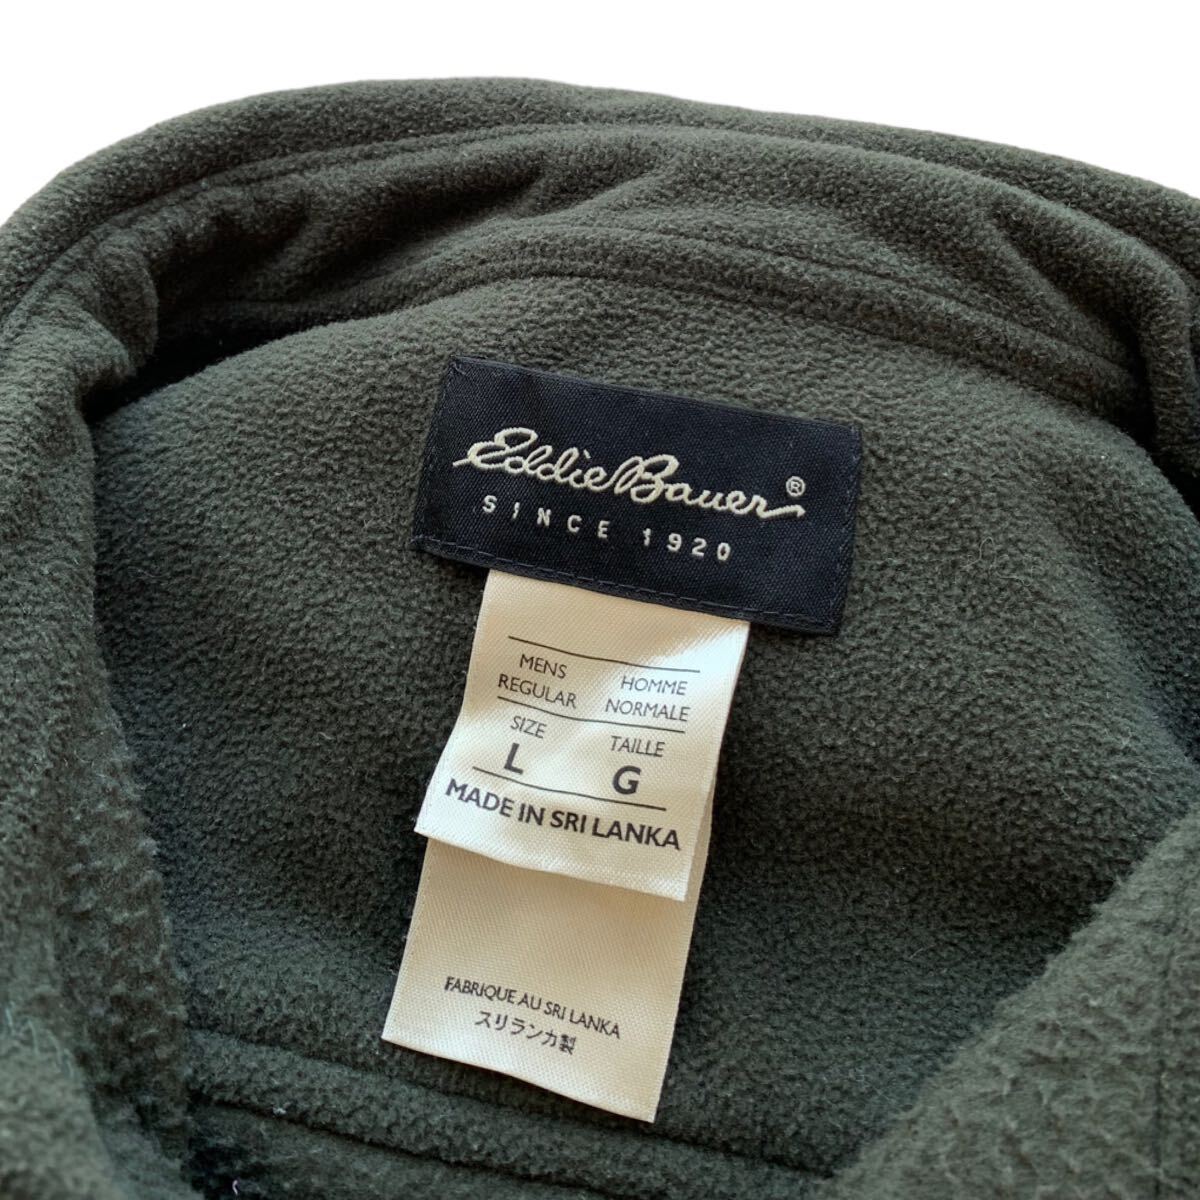 Eddie Bauer®
SINCE 1920
MENS HOMME
REGULAR NORMALE
SIZE TAILLE
L G
MADE IN SRI LANKA
FABRIQUE AU SRI LANKA
スリランカ製